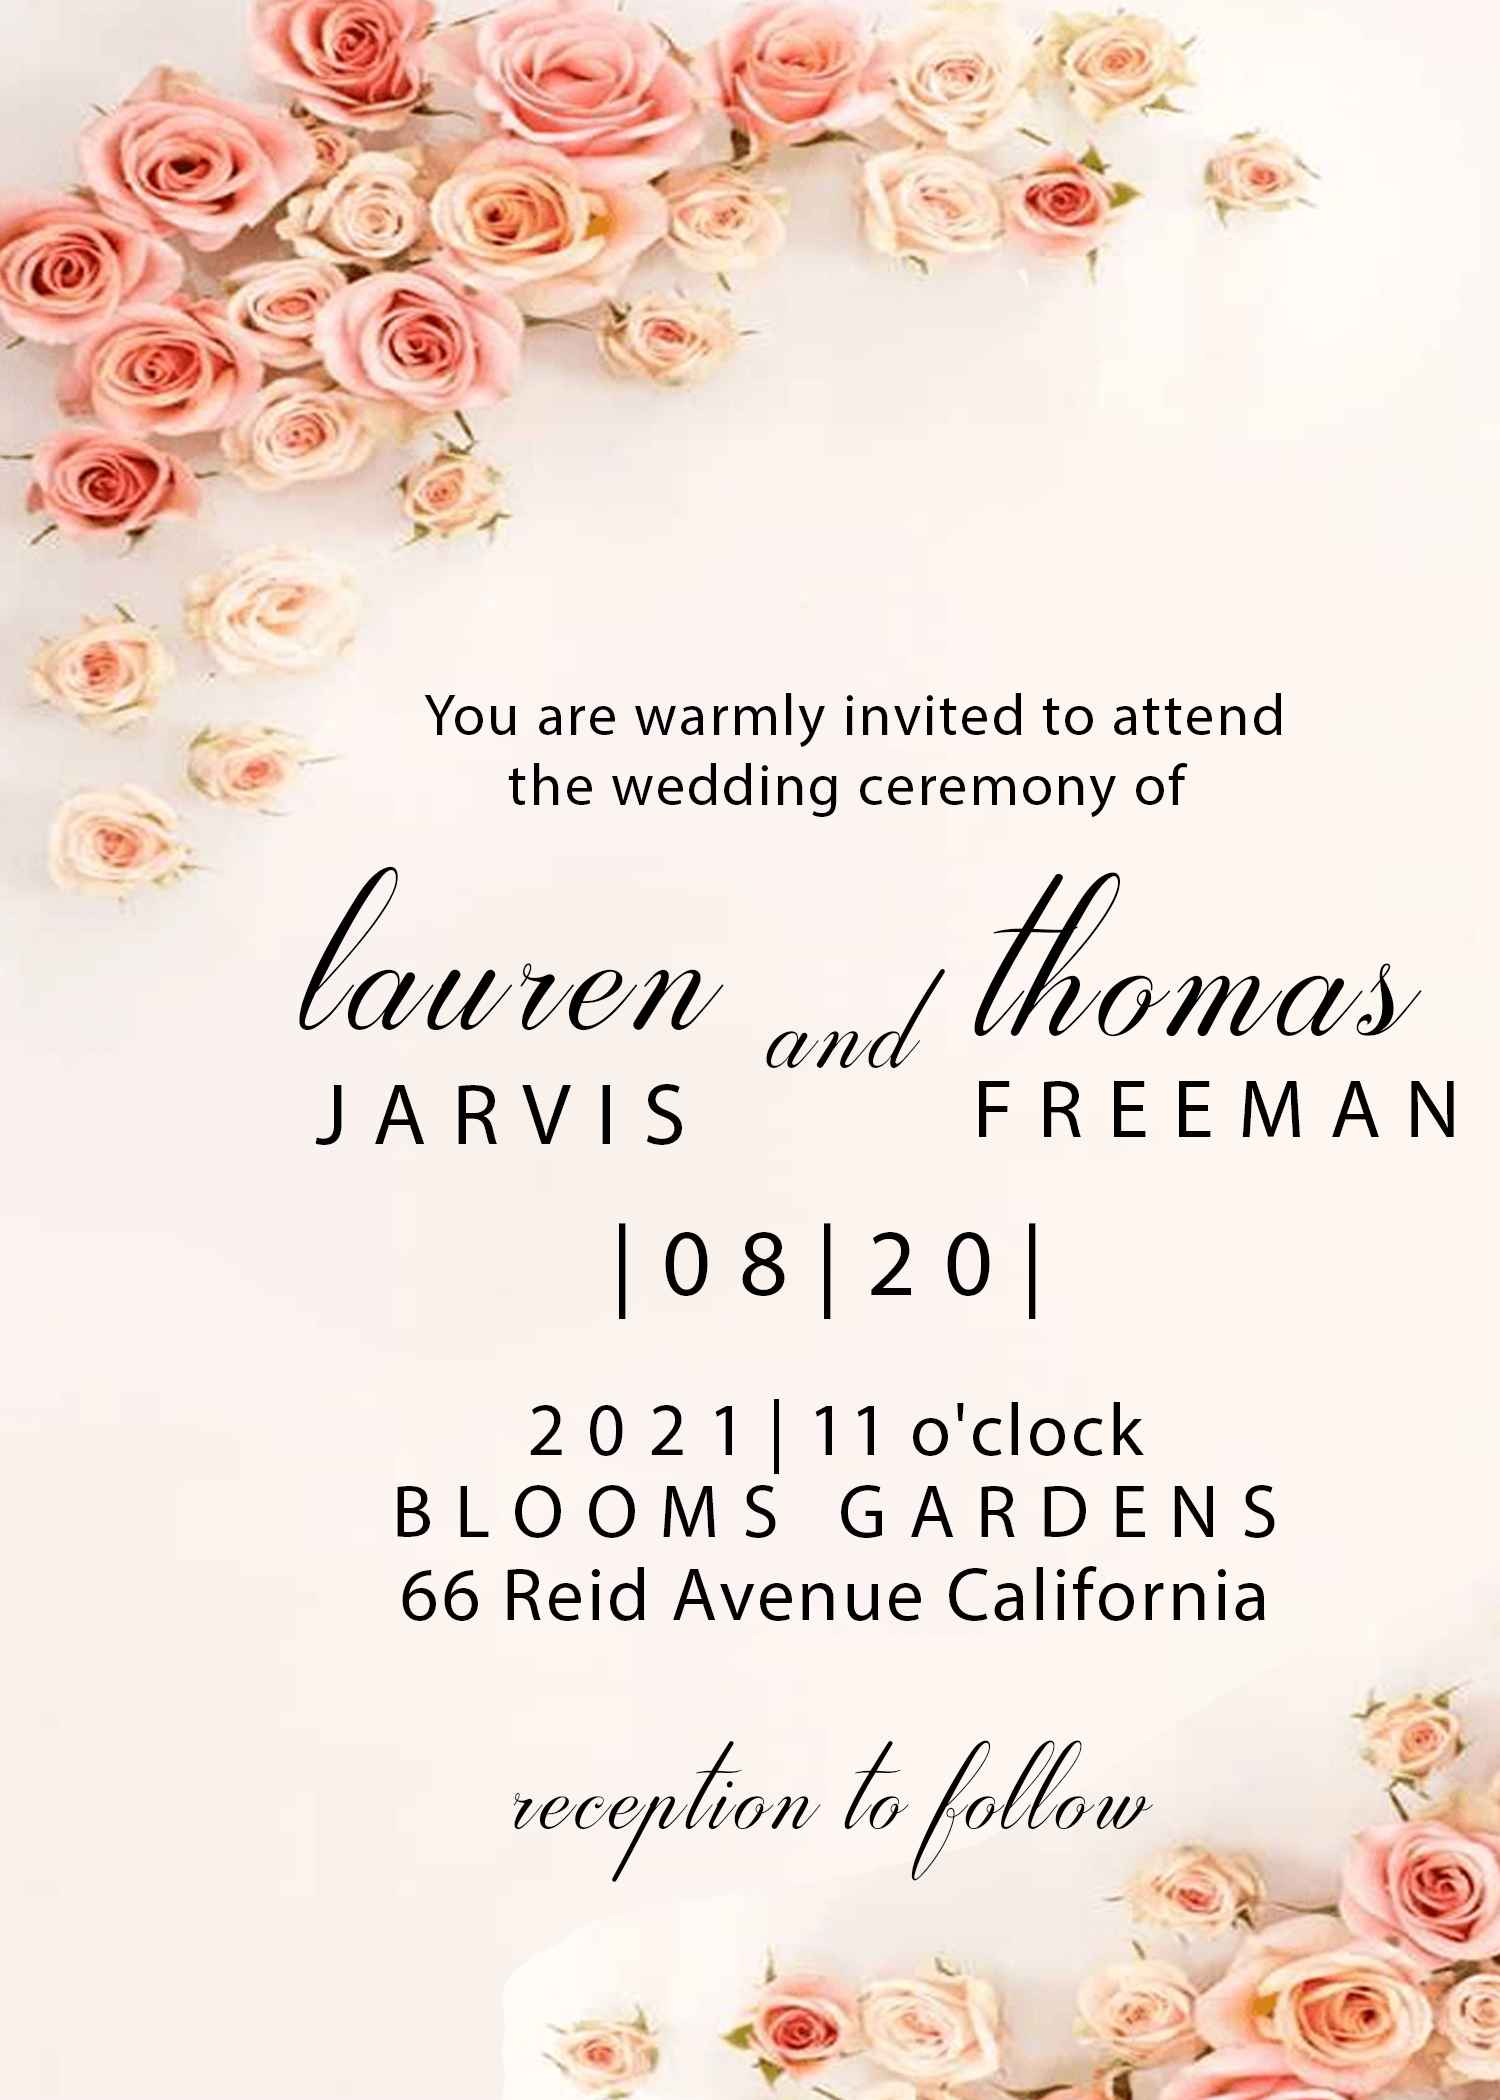 You are warmly invited to attend
the wedding ceremony of
lauren and thomas
JARVIS FREEMAN
|08|20|
2021|11 o'clock
BLOOMS GARDENS
66 Reid Avenue California
reception to follow